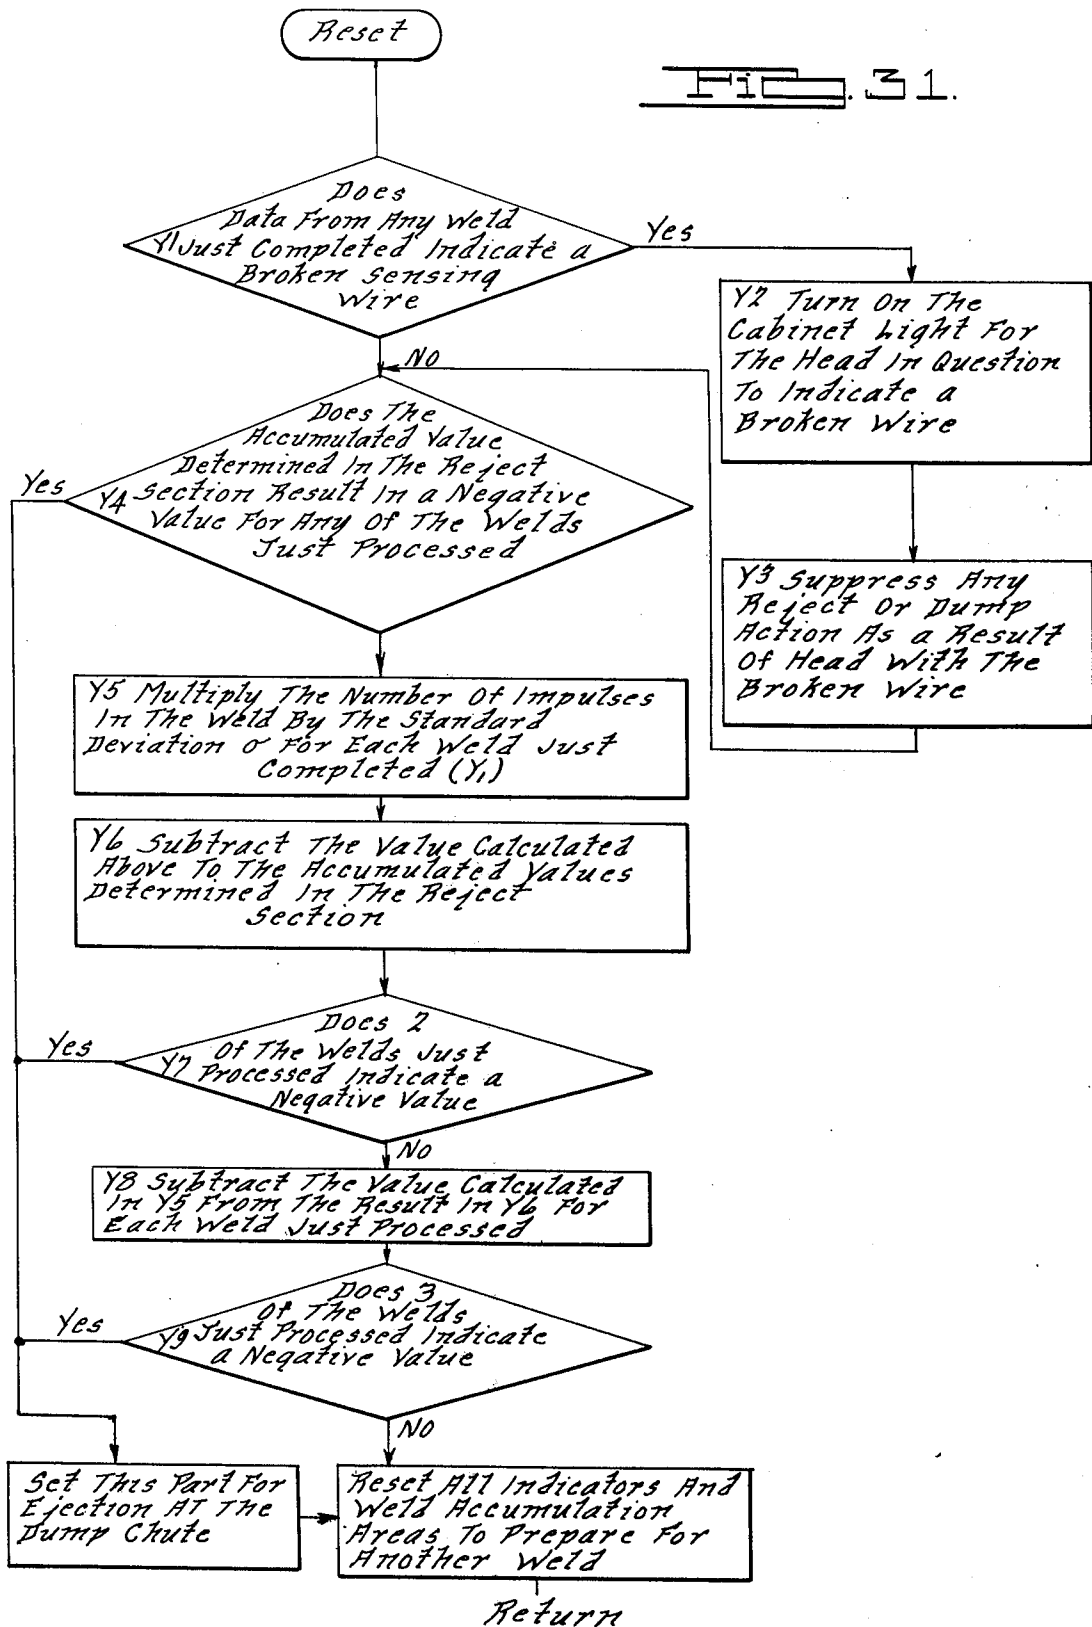 Reset
Fig. 31.
Does
Data From Any Weld
Y1 Just Completed Indicate a
Broken Sensing
Wire
Yes
Y2 Turn On The
Cabinet Light For
The Head In Question
To Indicate a
Broken Wire
NO
Does The
Accumulated Value
Determined In The Reject
Y4 Section Result In a Negative
Value For Any Of The Welds
Just Processed
Yes
Y3 Suppress Any
Reject Or Dump
Action As a Result
Of Head With The
Broken Wire
Y5 Multiply The Number Of Impulses
In The Weld By The Standard
Deviation σ For Each Weld Just
Completed (Y1)
Y6 Subtract The Value Calculated
Above To The Accumulated Values
Determined In The Reject
Section
Does 2
Of The Welds Just
Y7 Processed Indicate a
Negative Value
Yes
NO
Y8 Subtract The Value Calculated
In Y5 From The Result In Y6 For
Each Weld Just Processed
Does 3
Of The Welds
Y9 Just Processed Indicate
a Negative Value
Yes
NO
Set This Part For
Ejection AT The
Dump Chute
Reset All Indicators And
Weld Accumulation
Areas To Prepare For
Another Weld
Return